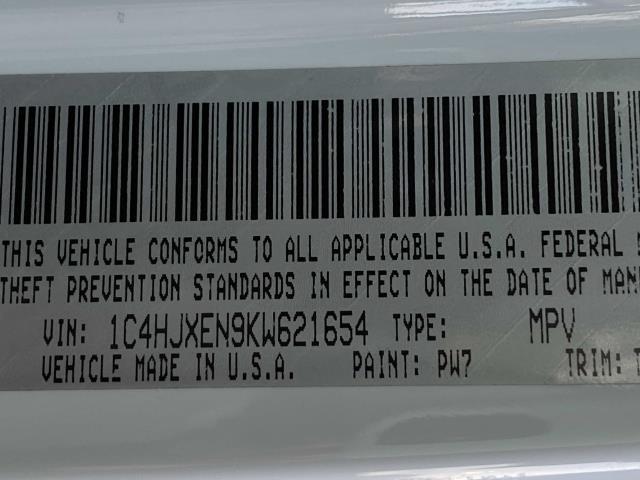 THIS VEHICLE CONFORMS TO ALL APPLICABLE U.S.A. FEDERAL
THEFT PREVENTION STANDARDS IN EFFECT ON THE DATE OF MAN
VIN: 1C4HJXEN9KW621654 TYPE: MPV
VEHICLE MADE IN U.S.A. PAINT: PW7 TRIM: T